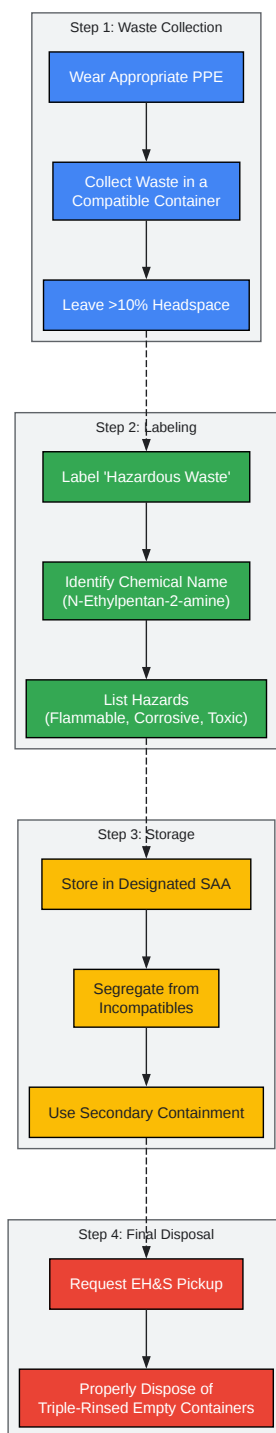 Step 1: Waste Collection
Wear Appropriate PPE
Collect Waste in a
Compatible Container
Leave >10% Headspace
Step 2: Labeling
Label 'Hazardous Waste'
Identify Chemical Name
(N-Ethylpentan-2-amine)
List Hazards
(Flammable, Corrosive, Toxic)
Step 3: Storage
Store in Designated SAA
Segregate from
Incompatibles
Use Secondary Containment
Step 4: Final Disposal
Request EH&S Pickup
Properly Dispose of
Triple-Rinsed Empty Containers